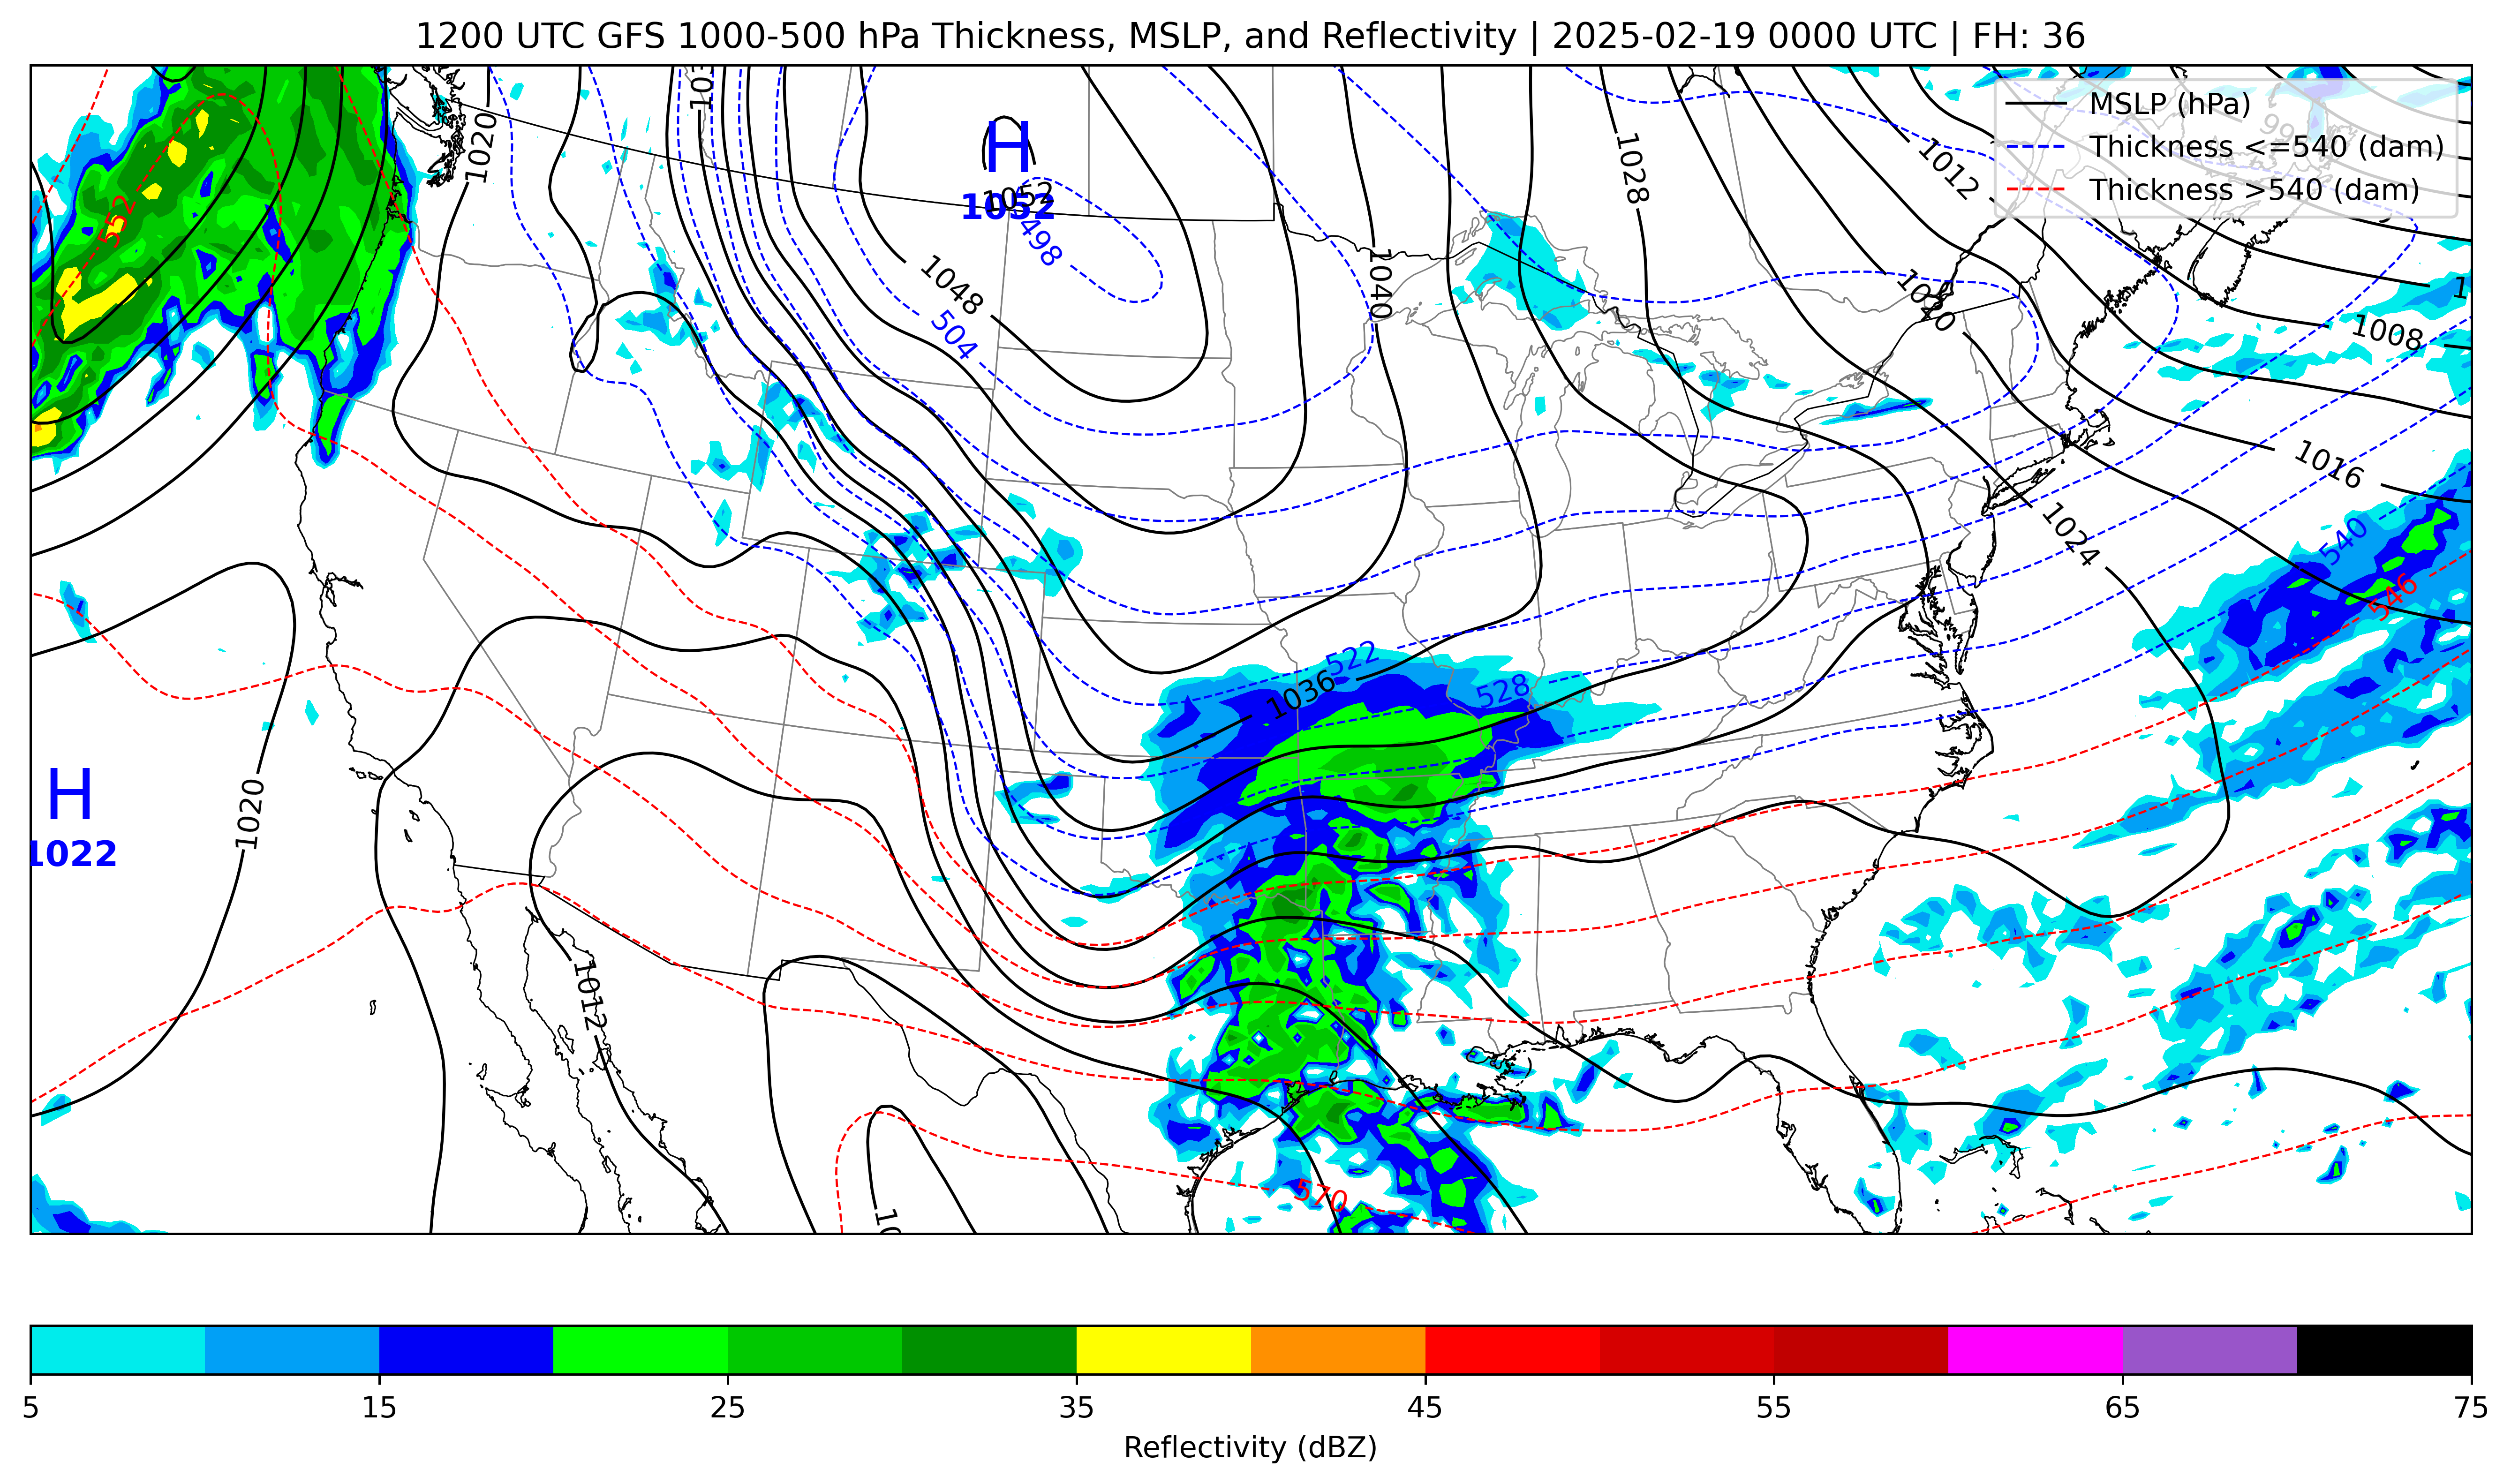 1200 UTC GFS 1000-500 hPa Thickness, MSLP, and Reflectivity | 2025-02-19 0000 UTC | FH: 36
MSLP (hPa)
Thickness <=540 (dam)
Thickness >540 (dam)
H
1052
1052
498
1020
1028
1012
552
1048
1040
504
1020
1008
1016
1024
540
546
522
528
1036
H
1022
1020
1012
570
5 15 25 35 45 55 65 75
Reflectivity (dBZ)